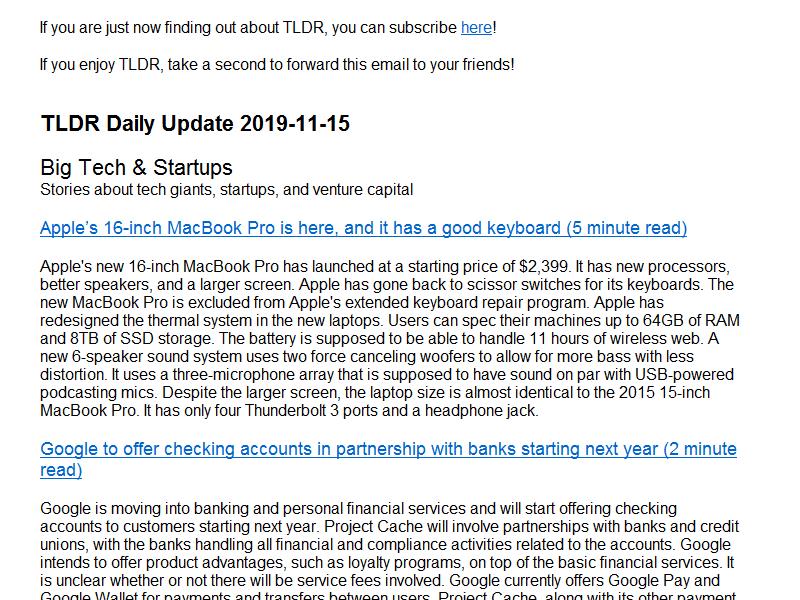 If you are just now finding out about TLDR, you can subscribe here!
If you enjoy TLDR, take a second to forward this email to your friends!
TLDR Daily Update 2019-11-15
Big Tech & Startups
Stories about tech giants, startups, and venture capital
Apple’s 16-inch MacBook Pro is here, and it has a good keyboard (5 minute read)
Apple's new 16-inch MacBook Pro has launched at a starting price of $2,399. It has new processors,
better speakers, and a larger screen. Apple has gone back to scissor switches for its keyboards. The
new MacBook Pro is excluded from Apple's extended keyboard repair program. Apple has
redesigned the thermal system in the new laptops. Users can spec their machines up to 64GB of RAM
and 8TB of SSD storage. The battery is supposed to be able to handle 11 hours of wireless web. A
new 6-speaker sound system uses two force canceling woofers to allow for more bass with less
distortion. It uses a three-microphone array that is supposed to have sound on par with USB-powered
podcasting mics. Despite the larger screen, the laptop size is almost identical to the 2015 15-inch
MacBook Pro. It has only four Thunderbolt 3 ports and a headphone jack.
Google to offer checking accounts in partnership with banks starting next year (2 minute
read)
Google is moving into banking and personal financial services and will start offering checking
accounts to customers starting next year. Project Cache will involve partnerships with banks and credit
unions, with the banks handling all financial and compliance activities related to the accounts. Google
intends to offer product advantages, such as loyalty programs, on top of the basic financial services. It
is unclear whether or not there will be service fees involved. Google currently offers Google Pay and
Google Wallet for payments and transfers between users. Project Cache, along with its other payment